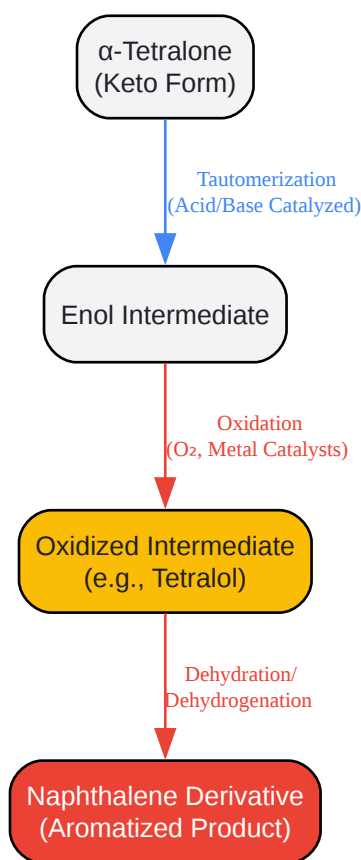 α-Tetralone
(Keto Form)
Tautomerization
(Acid/Base Catalyzed)
Enol Intermediate
Oxidation
(O₂, Metal Catalysts)
Oxidized Intermediate
(e.g., Tetralol)
Dehydration/
Dehydrogenation
Naphthalene Derivative
(Aromatized Product)